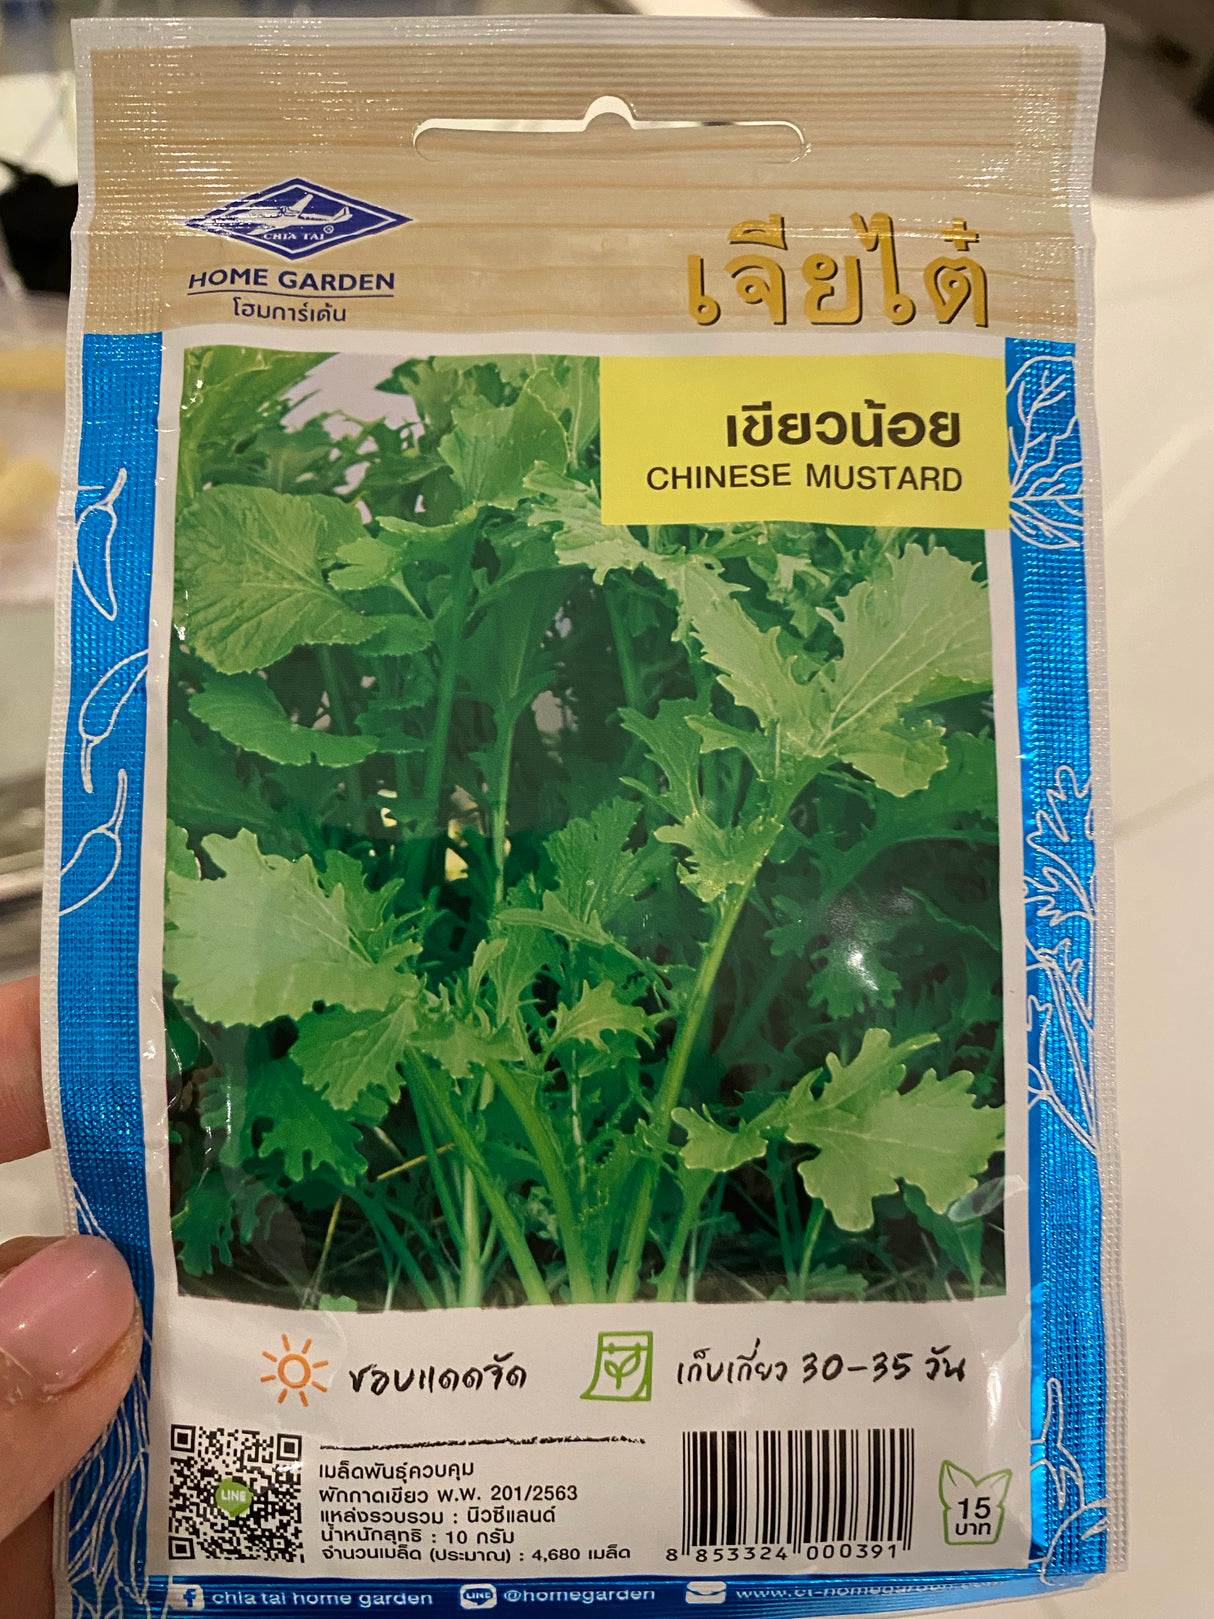 CHIA TAI®
HOME GARDEN
โฮมการ์เด้น
เจียไต๋
เขียวน้อย
CHINESE MUSTARD
ชอบแดดจัด
เก็บเกี่ยว 30-35 วัน
LINE
เมล็ดพันธุ์ควบคุม
ผักกาดเขียว พ.พ. 201/2563
แหล่งรวบรวม : นิวซีแลนด์
น้ำหนักสุทธิ : 10 กรัม
จำนวนเมล็ด (ประมาณ) : 4,680 เมล็ด
8 853324 000391
15
บาท
f chia tai home garden
LINE @homegarden
www.ct-homegarden.com